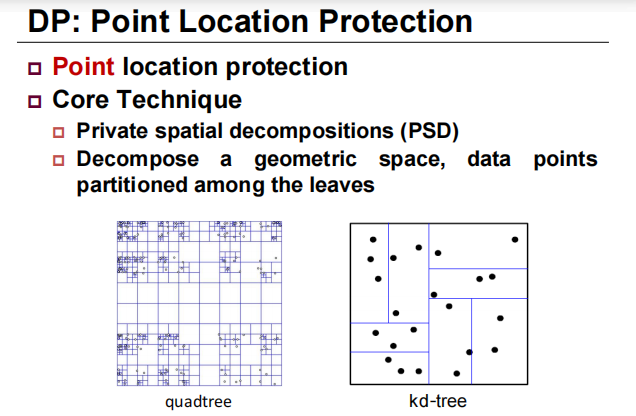 DP: Point Location Protection
Point location protection
Core Technique
Private spatial decompositions (PSD)
Decompose a geometric space, data points
partitioned among the leaves
quadtree
kd-tree